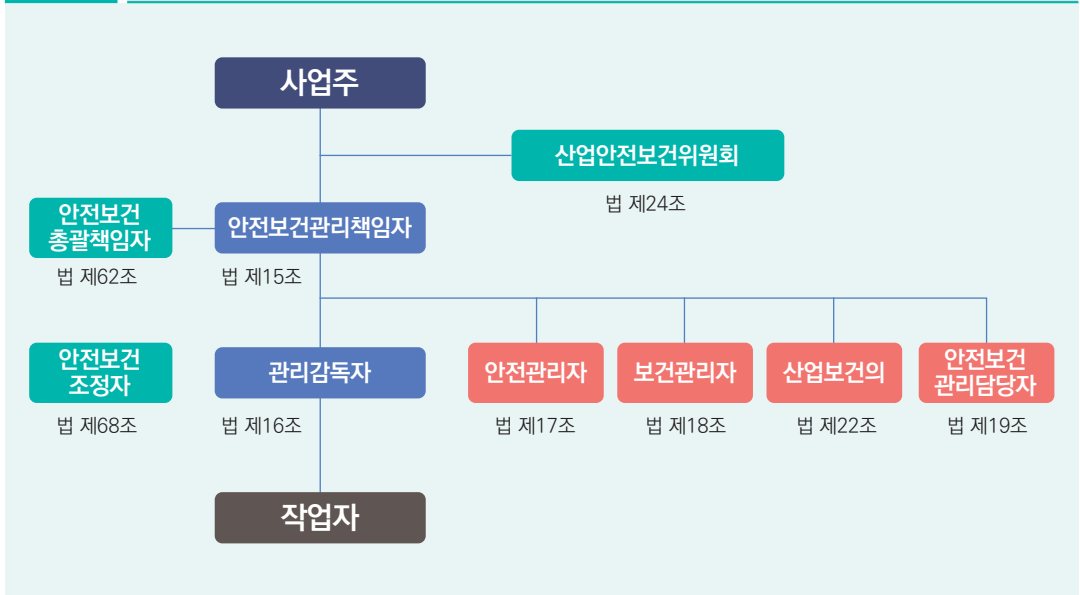 사업주
산업안전보건위원회
법 제24조
안전보건
총괄책임자
법 제62조
안전보건관리책임자
법 제15조
안전보건
조정자
법 제68조
관리감독자
법 제16조
안전관리자
법 제17조
보건관리자
법 제18조
산업보건의
법 제22조
안전보건
관리담당자
법 제19조
작업자